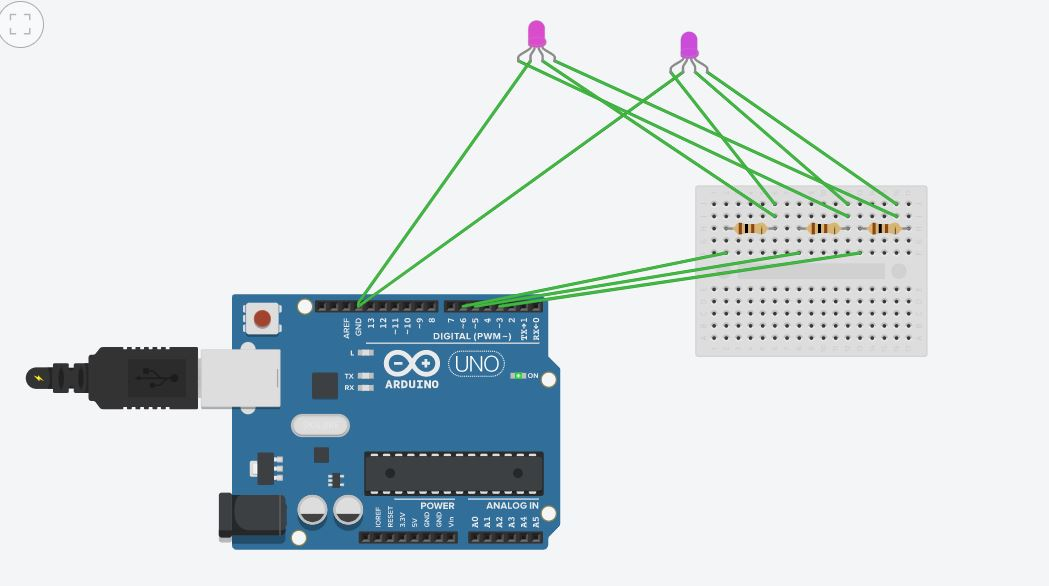 AREF
GND
13
12
~11
~10
~9
8
7
~6
~5
4
~3
2
TX→1
RX←0
DIGITAL (PWM~)
L
TX
RX
ARDUINO
UNO
ON
POWER
ANALOG IN
IOREF
RESET
3.3V
5V
GND
GND
Vin
A0
A1
A2
A3
A4
A5